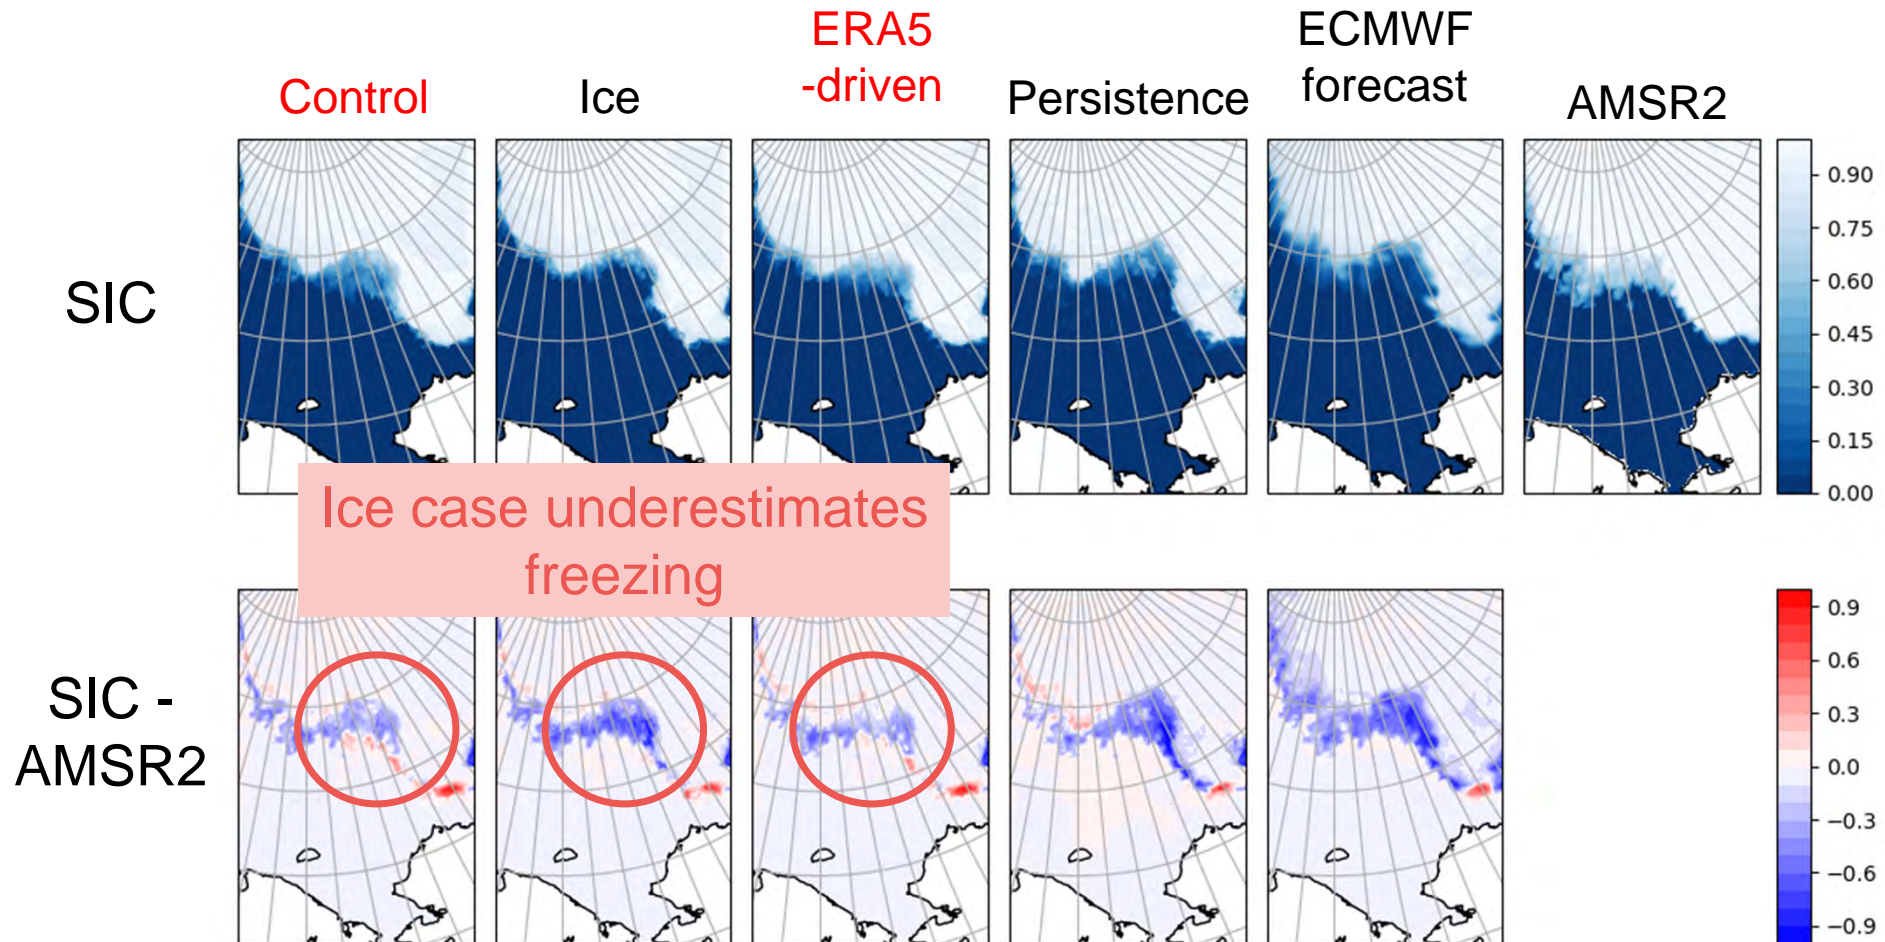 ERA5
-driven
ECMWF
forecast
Control
Ice
Persistence
AMSR2
SIC
0.90
0.75
0.60
0.45
0.30
0.15
0.00
Ice case underestimates
freezing
SIC -
AMSR2
0.9
0.6
0.3
0.0
−0.3
−0.6
−0.9